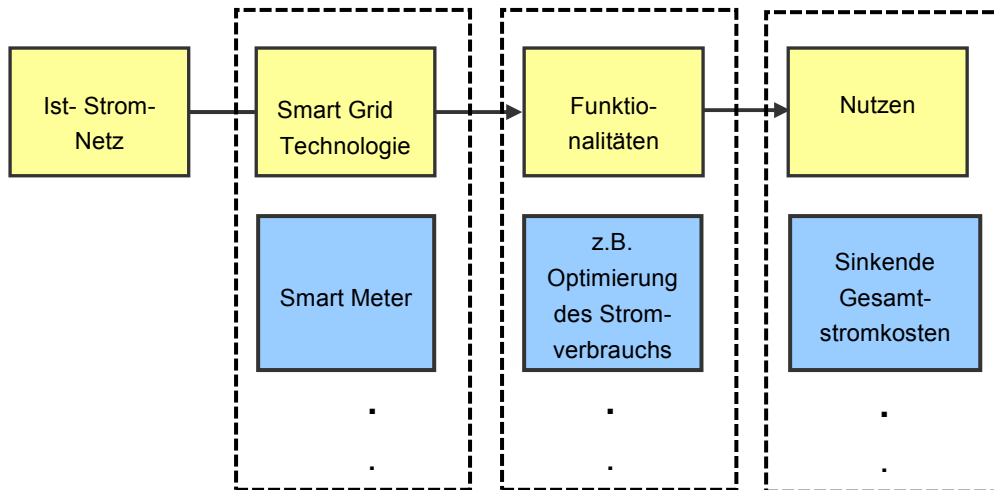 Ist- Strom-
Netz
Smart Grid
Technologie
Funktio-
nalitäten
Nutzen
Smart Meter
z.B.
Optimierung
des Strom-
verbrauchs
Sinkende
Gesamt-
stromkosten
.
.
.
.
.
.